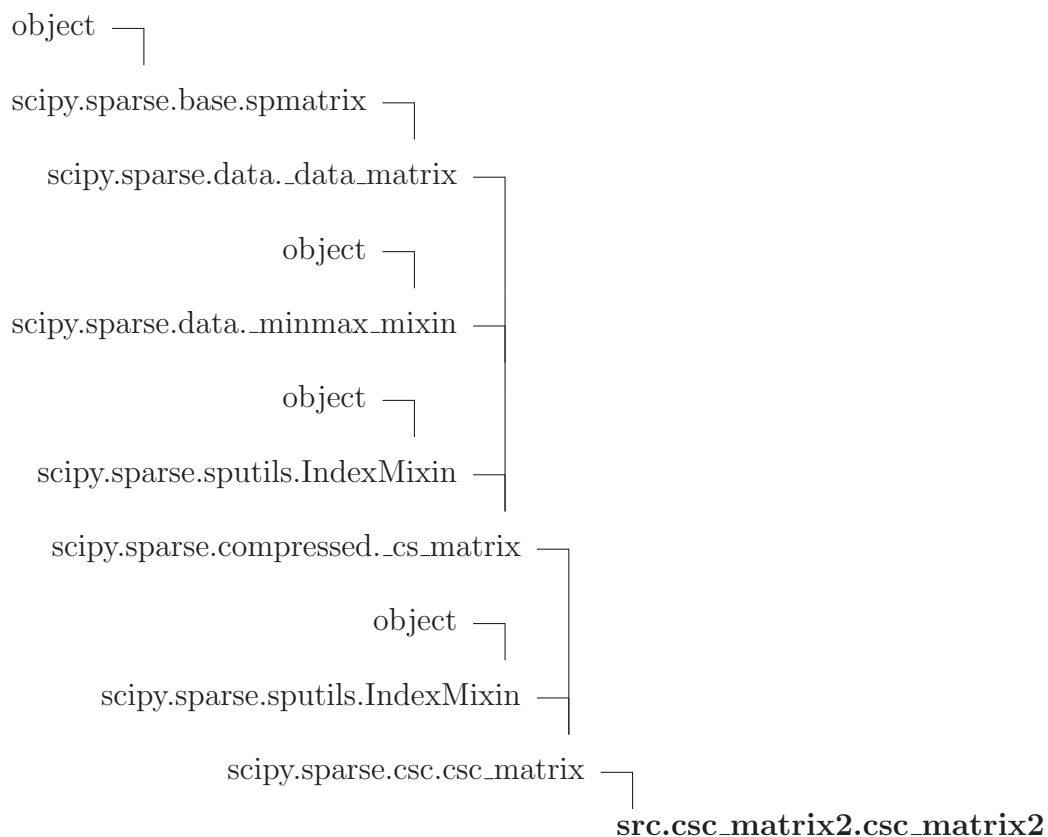 object
scipy.sparse.base.spmatrix
scipy.sparse.data._data_matrix
object
scipy.sparse.data._minmax_mixin
object
scipy.sparse.sputils.IndexMixin
scipy.sparse.compressed._cs_matrix
object
scipy.sparse.sputils.IndexMixin
scipy.sparse.csc.csc_matrix
src.csc_matrix2.csc_matrix2